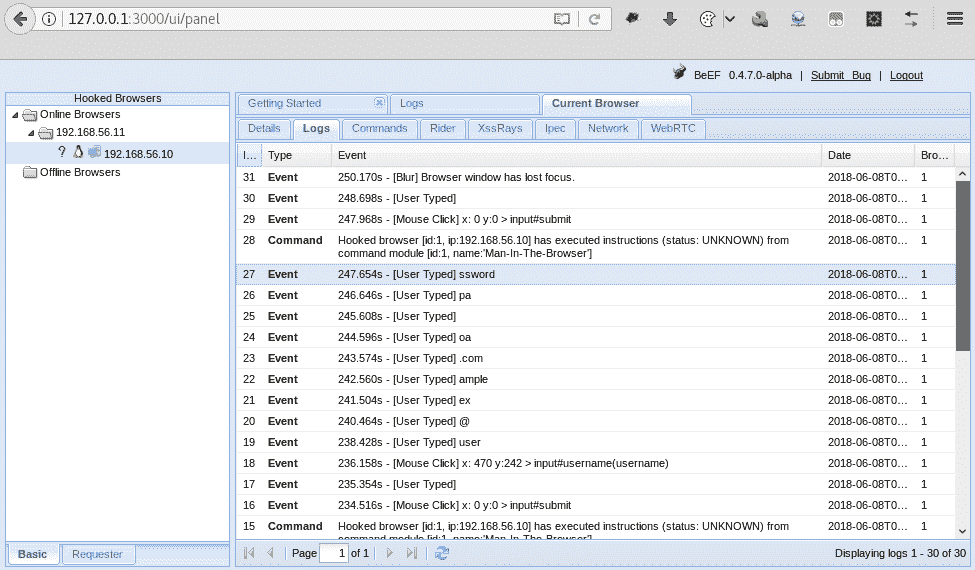 127.0.0.1:3000/ui/panel
BeEF 0.4.7.0-alpha | Submit Bug | Logout
Hooked Browsers
Online Browsers
192.168.56.11
? 192.168.56.10
Offline Browsers
Basic Requester
Getting Started Logs Current Browser
Details Logs Commands Rider XssRays Ipec Network WebRTC
I... Type Event Date Bro...
31 Event 250.170s - [Blur] Browser window has lost focus. 2018-06-08T0... 1
30 Event 248.698s - [User Typed] 2018-06-08T0... 1
29 Event 247.968s - [Mouse Click] x: 0 y:0 > input#submit 2018-06-08T0... 1
28 Command Hooked browser [id:1, ip:192.168.56.10] has executed instructions (status: UNKNOWN) from 2018-06-08T0... 1
command module [id:1, name:'Man-In-The-Browser']
27 Event 247.654s - [User Typed] ssword 2018-06-08T0... 1
26 Event 246.646s - [User Typed] pa 2018-06-08T0... 1
25 Event 245.608s - [User Typed] 2018-06-08T0... 1
24 Event 244.596s - [User Typed] oa 2018-06-08T0... 1
23 Event 243.574s - [User Typed] .com 2018-06-08T0... 1
22 Event 242.560s - [User Typed] ample 2018-06-08T0... 1
21 Event 241.504s - [User Typed] ex 2018-06-08T0... 1
20 Event 240.464s - [User Typed] @ 2018-06-08T0... 1
19 Event 238.428s - [User Typed] user 2018-06-08T0... 1
18 Event 236.158s - [Mouse Click] x: 470 y:242 > input#username(username) 2018-06-08T0... 1
17 Event 235.354s - [User Typed] 2018-06-08T0... 1
16 Event 234.516s - [Mouse Click] x: 0 y:0 > input#submit 2018-06-08T0... 1
15 Command Hooked browser [id:1, ip:192.168.56.10] has executed instructions (status: UNKNOWN) from 2018-06-08T0... 1
command module [id:1, name:'Man-In-The-Browser']
Page 1 of 1 Displaying logs 1 - 30 of 30